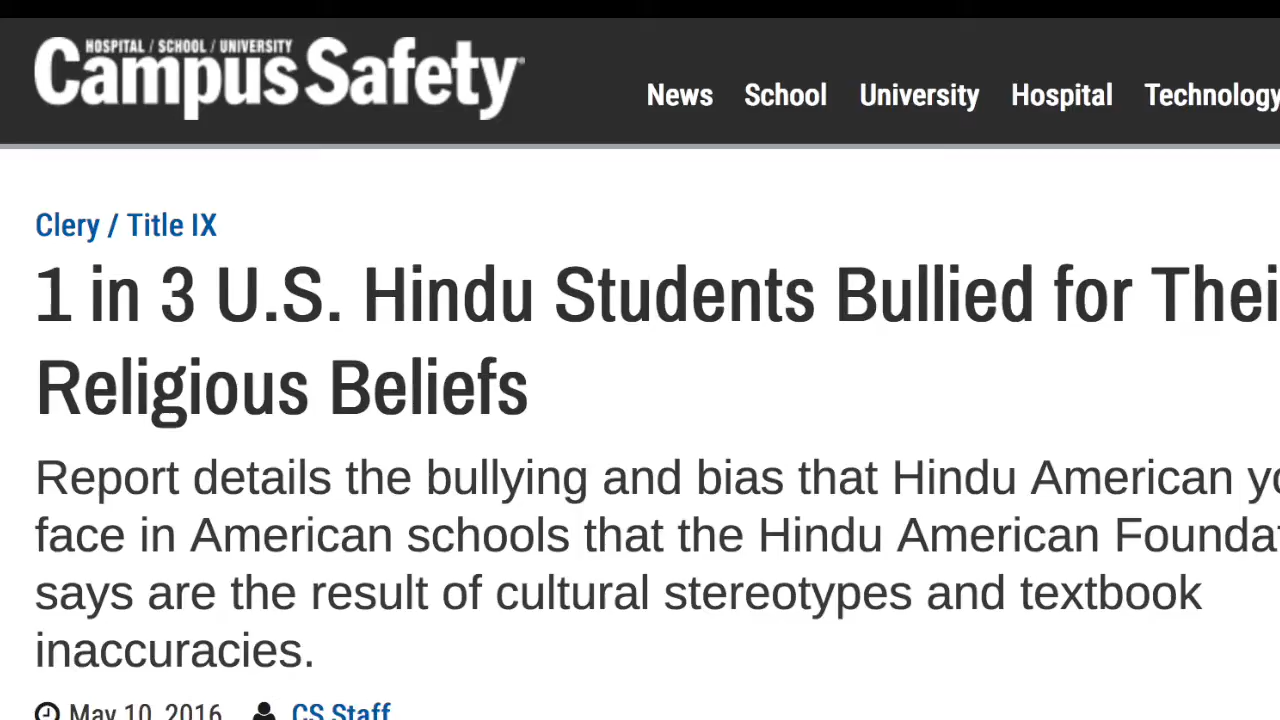 HOSPITAL / SCHOOL / UNIVERSITY
Campus Safety
News School University Hospital Technology
Clery / Title IX
1 in 3 U.S. Hindu Students Bullied for Thei
Religious Beliefs
Report details the bullying and bias that Hindu American yo
face in American schools that the Hindu American Founda
says are the result of cultural stereotypes and textbook
inaccuracies.
May 10, 2016 CS Staff